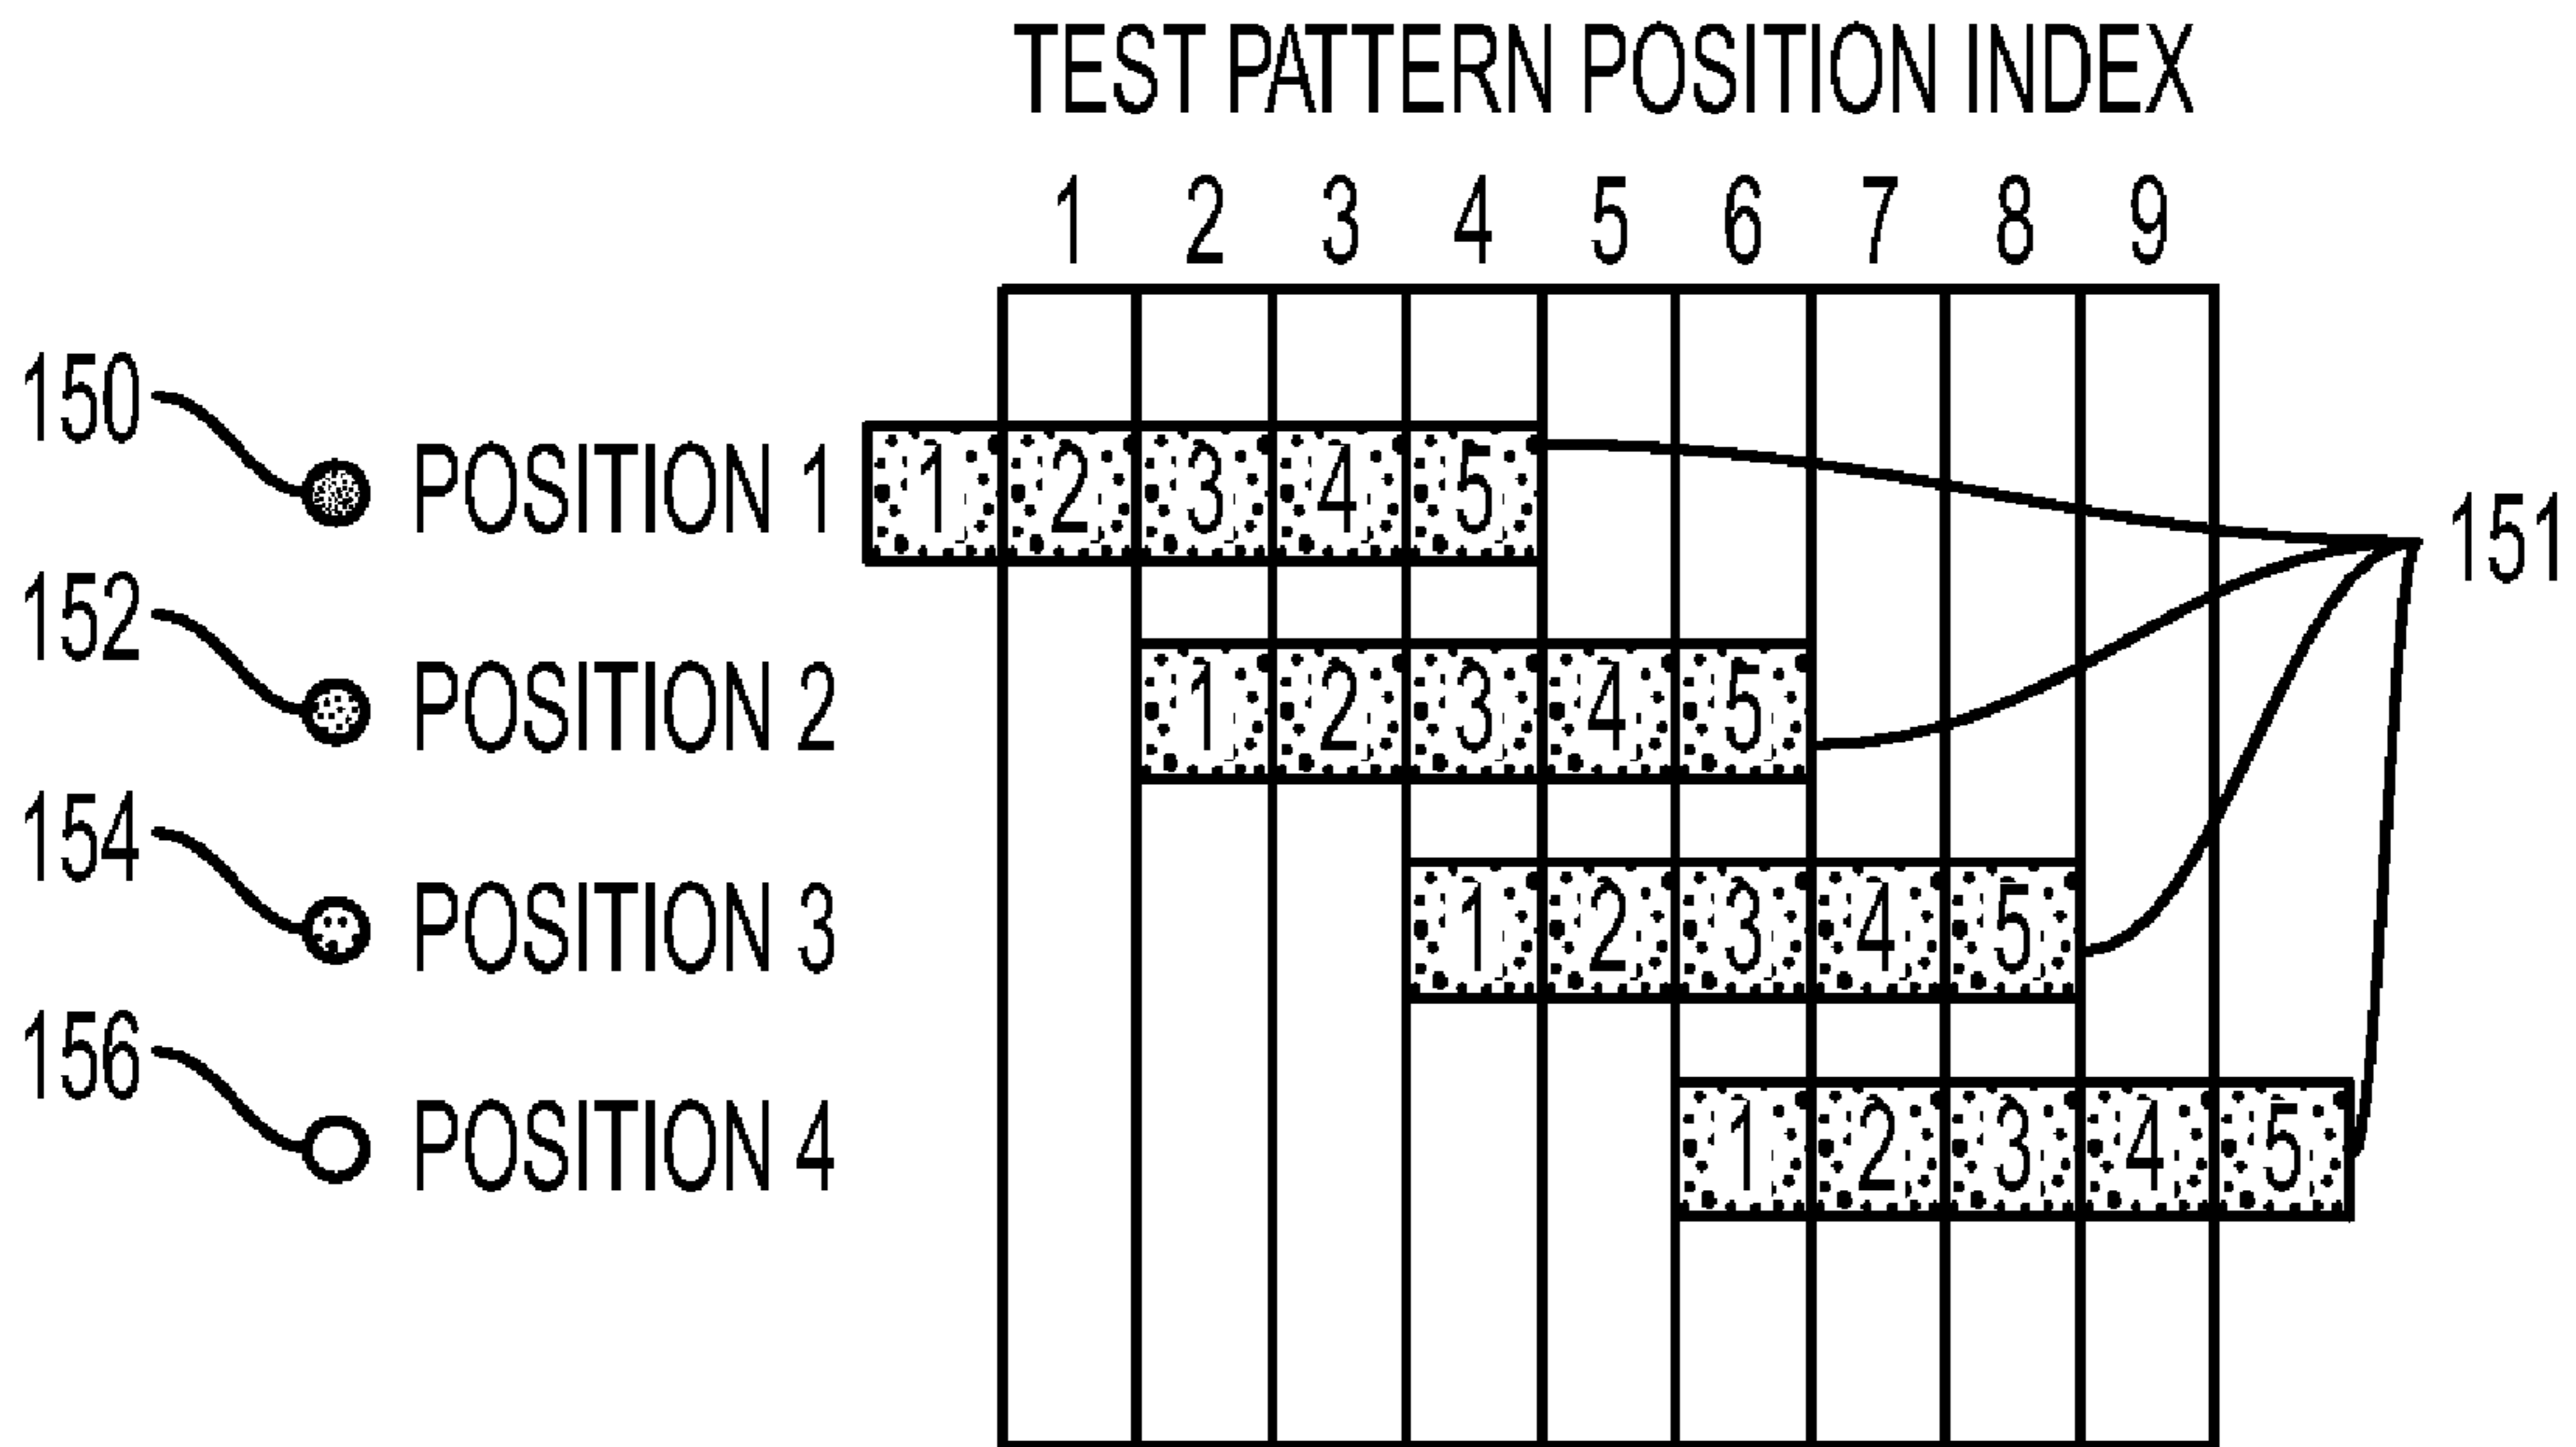 TEST PATTERN POSITION INDEX
1 2 3 4 5 6 7 8 9
150
POSITION 1 1 2 3 4 5
151
152
POSITION 2 1 2 3 4 5
154
POSITION 3 1 2 3 4 5
156
POSITION 4 1 2 3 4 5